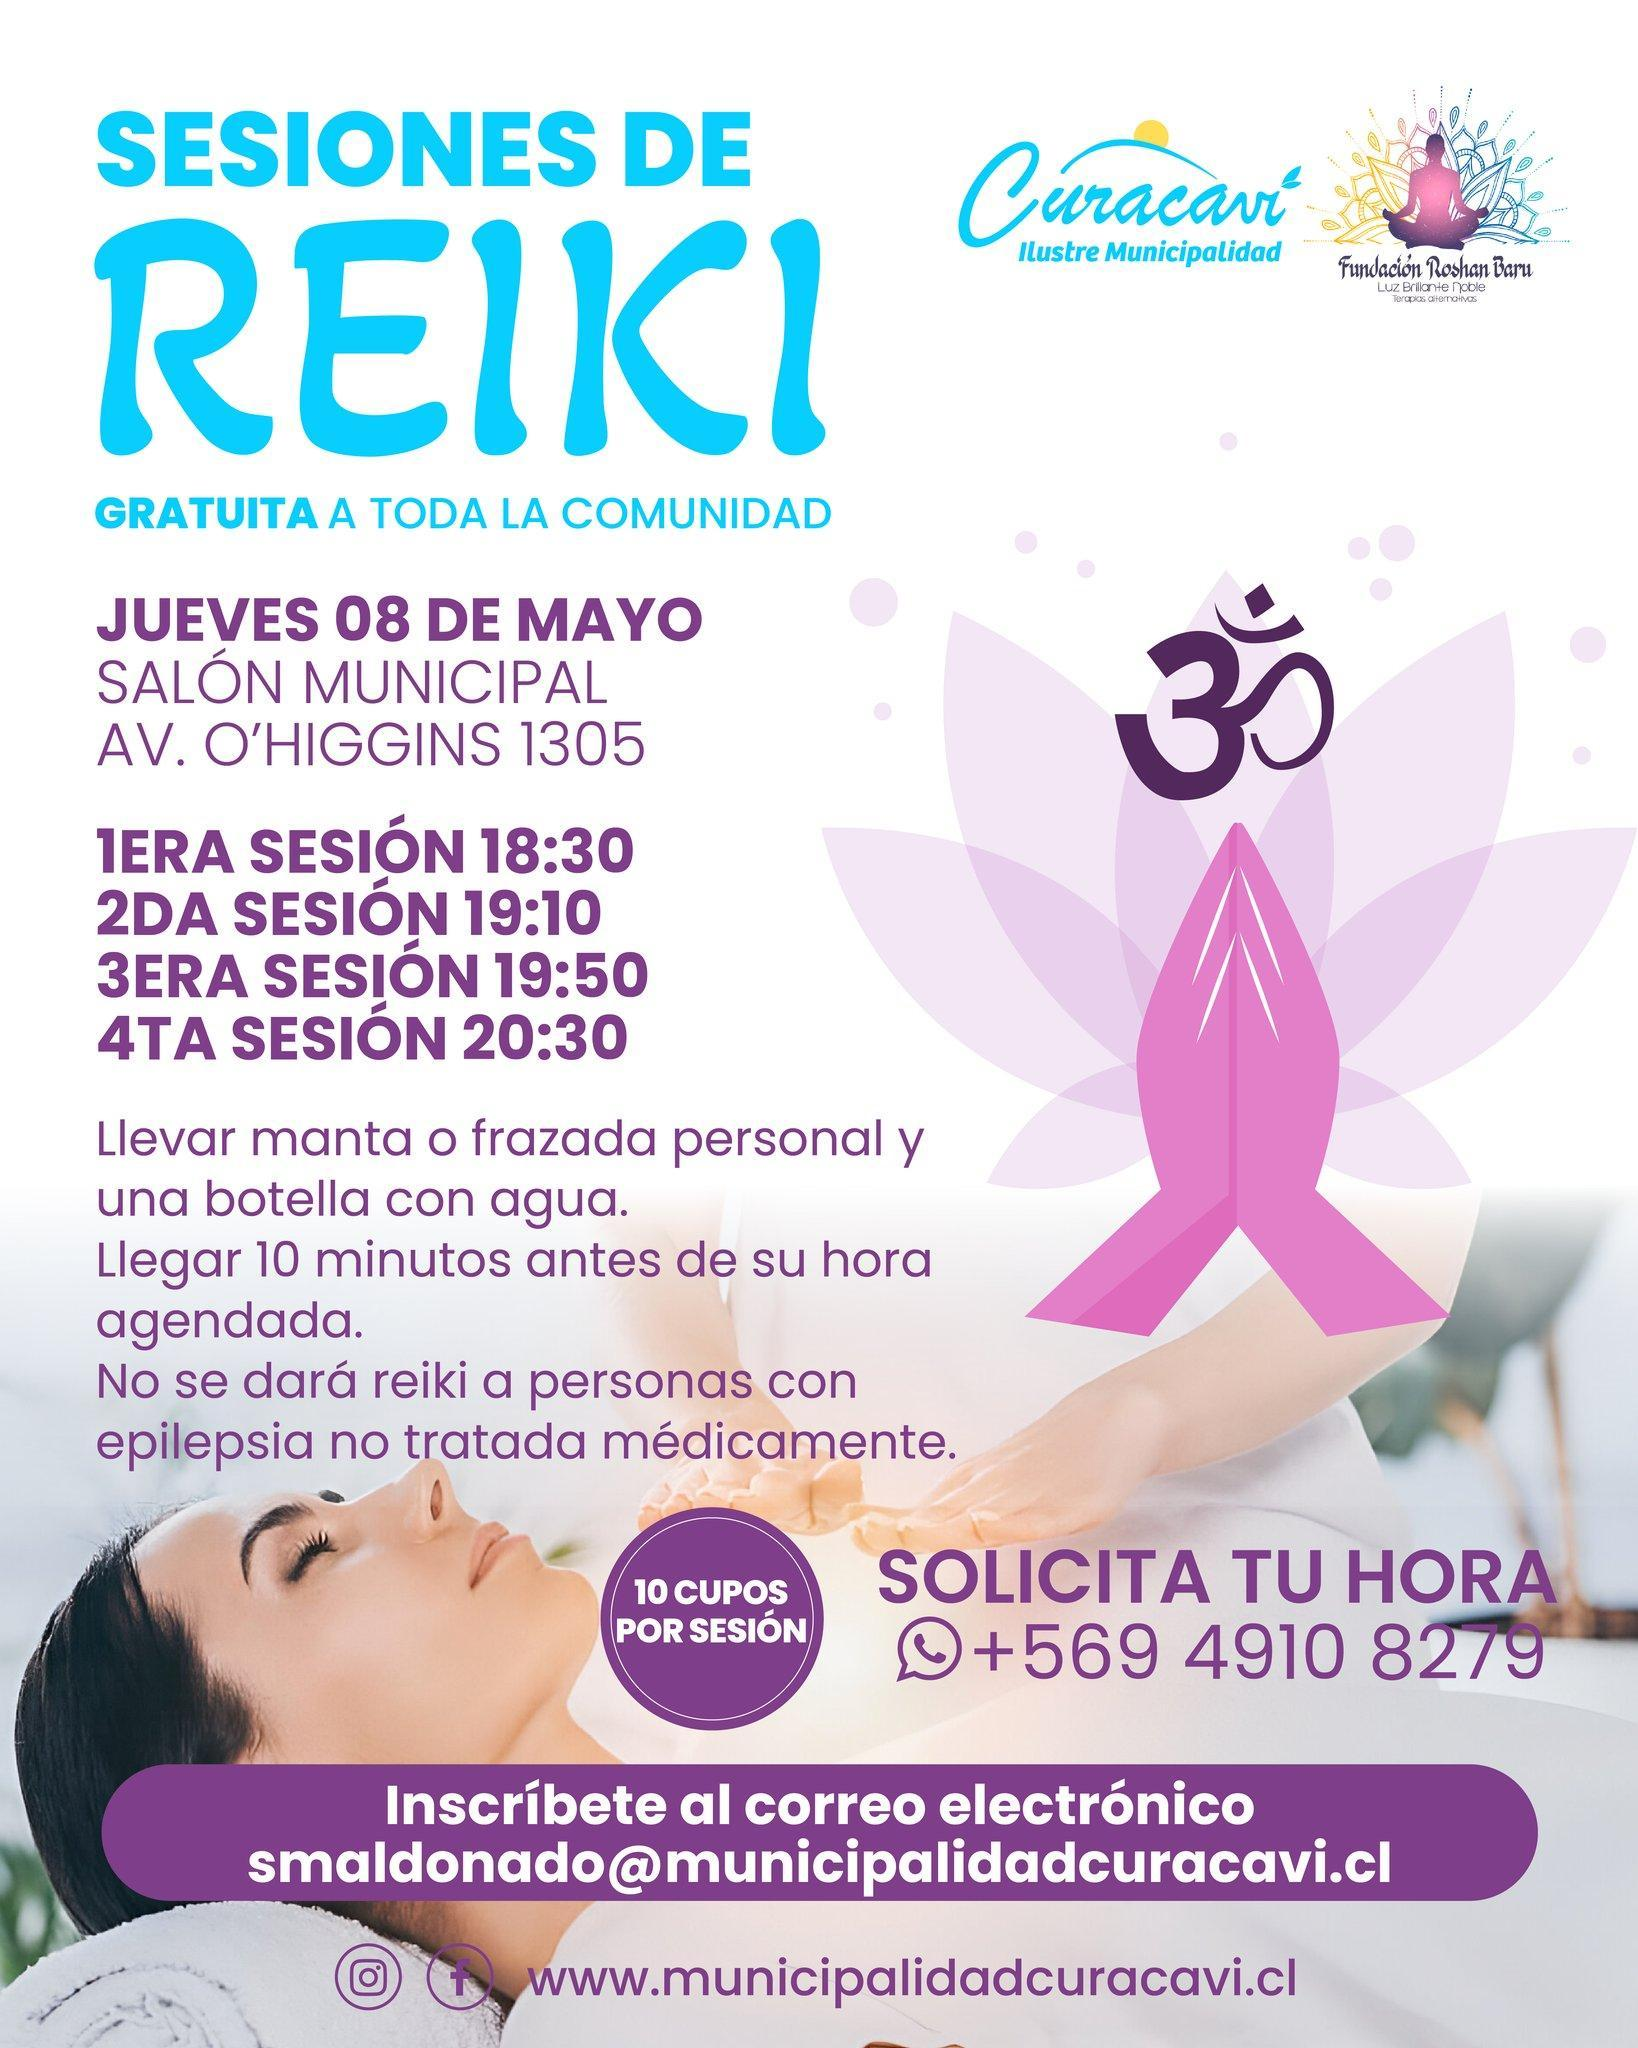 SESIONES DE
REIKI
GRATUITA A TODA LA COMUNIDAD
Curacaví
Ilustre Municipalidad
Fundación Roshan Baru
Luz Brillante Noble
Terapias alternativas
JUEVES 08 DE MAYO
SALÓN MUNICIPAL
AV. O’HIGGINS 1305
ॐ
1ERA SESIÓN 18:30
2DA SESIÓN 19:10
3ERA SESIÓN 19:50
4TA SESIÓN 20:30
Llevar manta o frazada personal y
una botella con agua.
Llegar 10 minutos antes de su hora
agendada.
No se dará reiki a personas con
epilepsia no tratada médicamente.
10 CUPOS
POR SESIÓN
SOLICITA TU HORA
+569 4910 8279
Inscríbete al correo electrónico
smaldonado@municipalidadcuracavi.cl
www.municipalidadcuracavi.cl